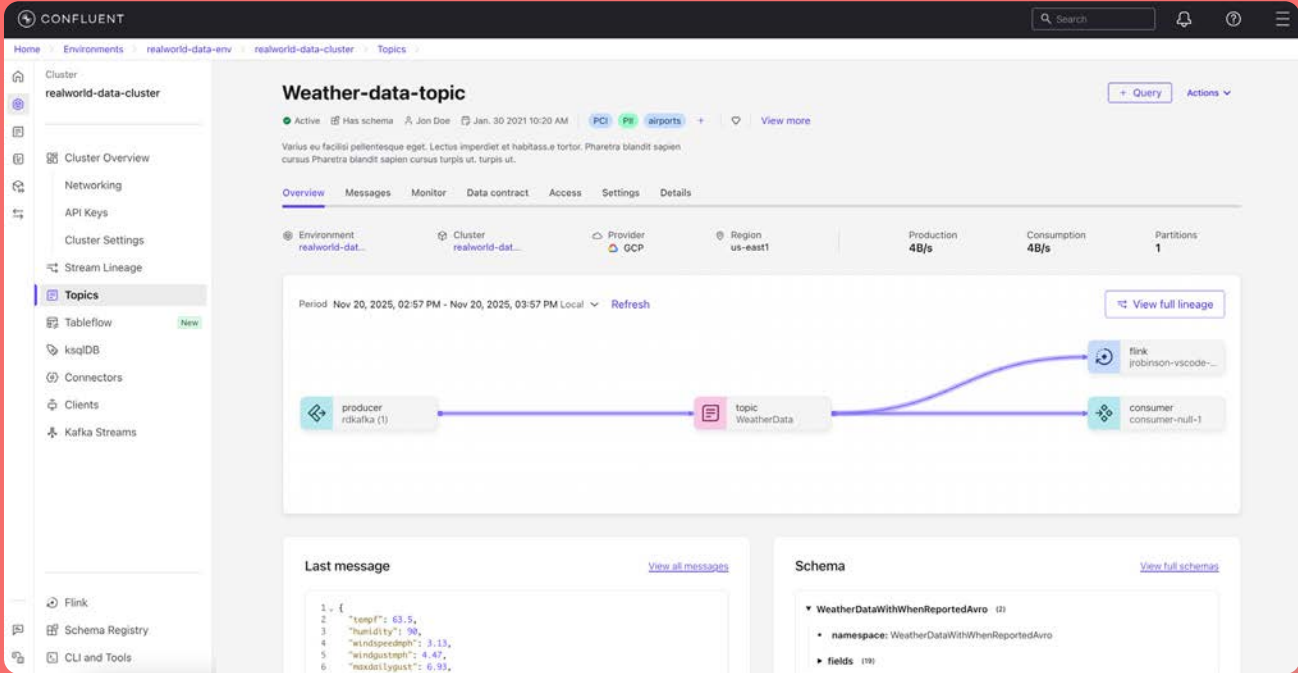 CONFLUENT
Search
Home Environments realworld-data-env realworld-data-cluster Topics
Cluster
realworld-data-cluster
Cluster Overview
Networking
API Keys
Cluster Settings
Stream Lineage
Topics
Tableflow New
ksqlDB
Connectors
Clients
Kafka Streams
Flink
Schema Registry
CLI and Tools
Weather-data-topic
+ Query Actions
Active Has schema Jon Doe Jan. 30 2021 10:20 AM PCI PII airports + View more
Varius eu facilisi pellentesque eget. Lectus imperdiet et habitass.e tortor. Pharetra blandit sapien
cursus Pharetra blandit sapien cursus turpis ut. turpis ut.
Overview Messages Monitor Data contract Access Settings Details
Environment Cluster Provider Region Production Consumption Partitions
realworld-dat... realworld-dat... GCP us-east1 4B/s 4B/s 1
Period Nov 20, 2025, 02:57 PM - Nov 20, 2025, 03:57 PM Local Refresh View full lineage
producer
rdkafka (1)
topic
WeatherData
flink
jrobinson-vscode-...
consumer
consumer-null-1
Last message View all messages
1 {
2 "tempf": 63.5,
3 "humidity": 90,
4 "windspeedmph": 3.13,
5 "windgustmph": 4.47,
6 "maxdailygust": 6.93,
Schema View full schemas
WeatherDataWithWhenReportedAvro (2)
namespace: WeatherDataWithWhenReportedAvro
fields (19)